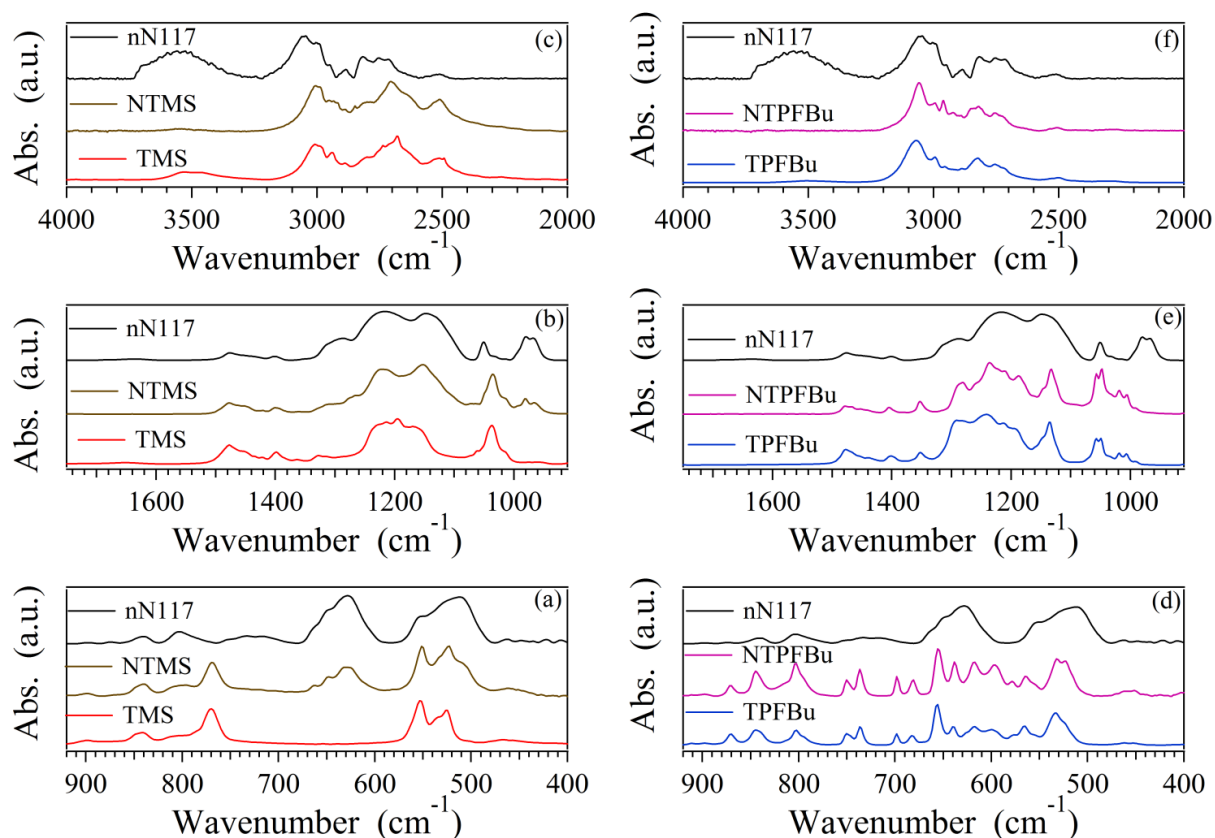 (c)
nN117
NTMS
TMS
Abs. (a.u.)
4000 3500 3000 2500 2000
Wavenumber (cm⁻¹)
(f)
nN117
NTPFBu
TPFBu
Abs. (a.u.)
4000 3500 3000 2500 2000
Wavenumber (cm⁻¹)
(b)
nN117
NTMS
TMS
Abs. (a.u.)
1600 1400 1200 1000
Wavenumber (cm⁻¹)
(e)
nN117
NTPFBu
TPFBu
Abs. (a.u.)
1600 1400 1200 1000
Wavenumber (cm⁻¹)
(a)
nN117
NTMS
TMS
Abs. (a.u.)
900 800 700 600 500 400
Wavenumber (cm⁻¹)
(d)
nN117
NTPFBu
TPFBu
Abs. (a.u.)
900 800 700 600 500 400
Wavenumber (cm⁻¹)